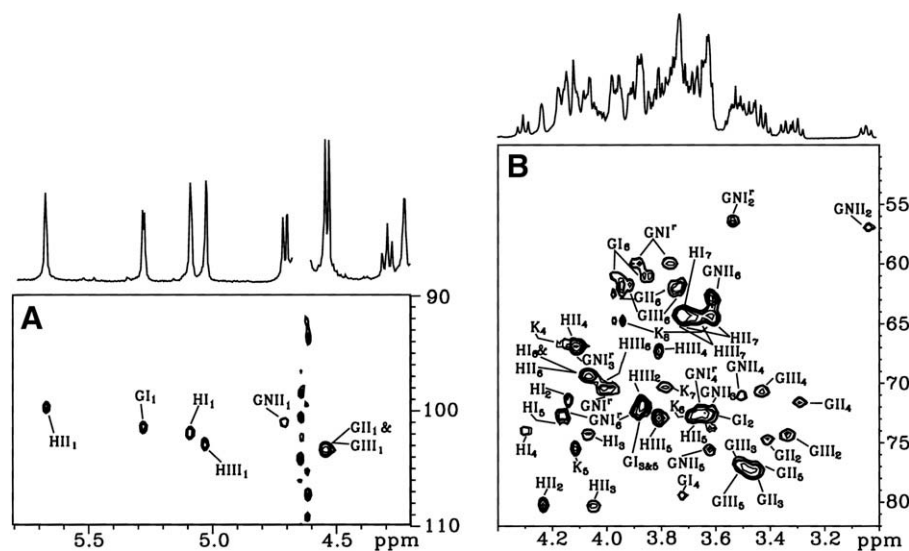 A
90
GI₁
HI₁
GNII₁
100
HII₁
HIII₁
GII₁ &
GIII₁
110
5.5
5.0
4.5
ppm
B
GNI₂ʳ
55
GNII₂
GI₆
GNIʳ
HI₇
60
GNII₆
GII₆
GIII₆
K₄
HII₄
K₈
HII₇
65
HIII₇
HI₆&
HII₆
GNI₃ʳ
HIII₆
HIII₄
GNI₄ʳ
GNII₄
HIII₂
K₇
GNII₃
GIII₄
70
HI₂
GNIʳ
K₆
GI₂
GII₄
HI₅
GNI₆ʳ
HIII₅
HII₅
GIII₃
GII₂
GIII₂
HI₄
HI₃
GI₃&₅
GNII₅
75
K₅
GI₄
GII₅
HII₂
HII₃
GIII₅
GII₃
80
4.2
4.0
3.8
3.6
3.4
3.2
ppm